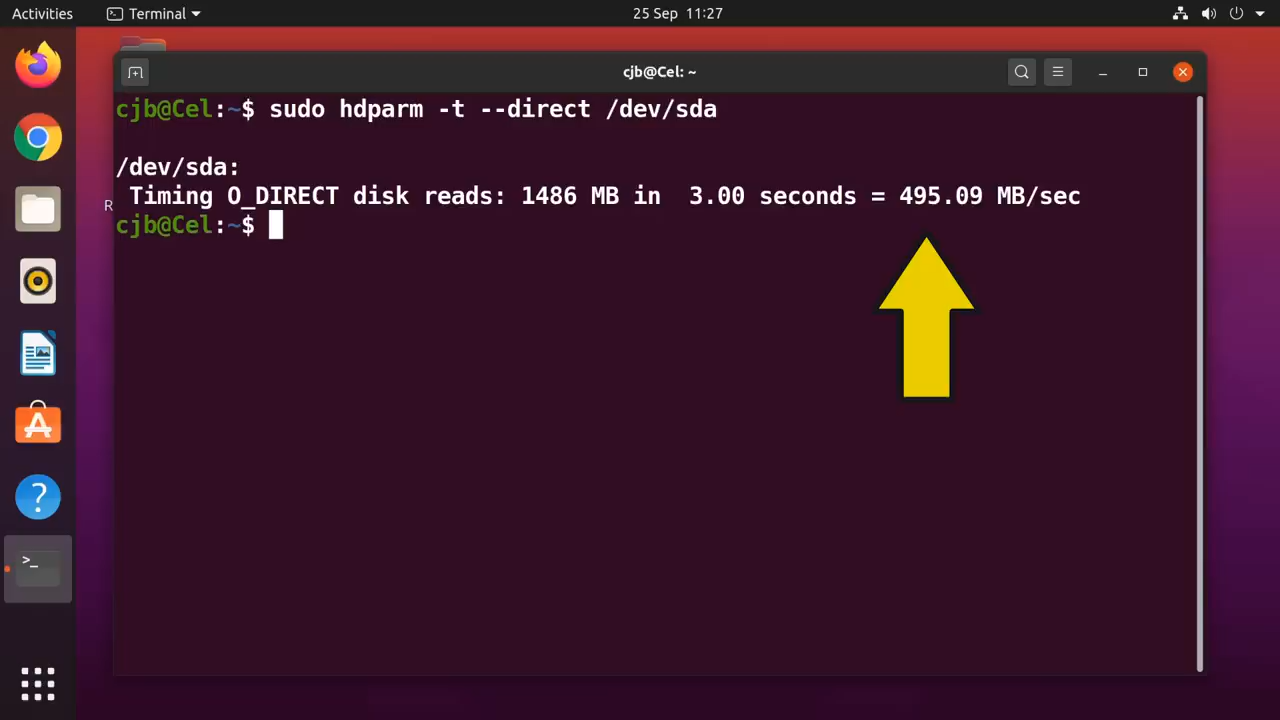 Activities Terminal 25 Sep 11:27
cjb@Cel: ~
cjb@Cel:~$ sudo hdparm -t --direct /dev/sda
/dev/sda:
 Timing O_DIRECT disk reads: 1486 MB in  3.00 seconds = 495.09 MB/sec
R
cjb@Cel:~$
?
>_